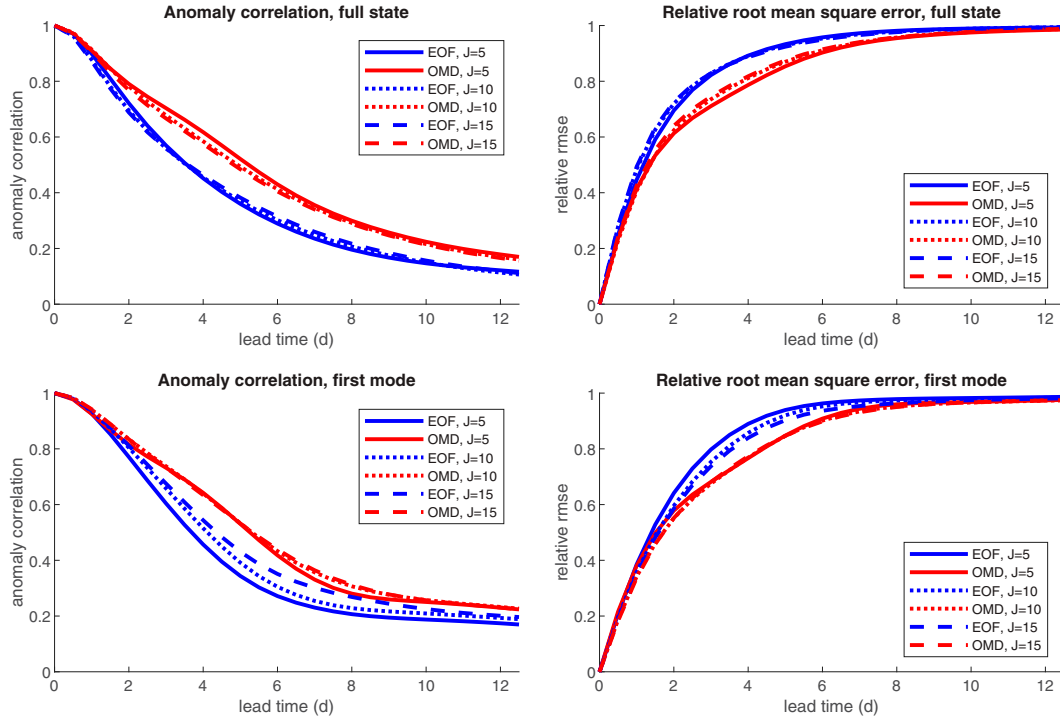 Anomaly correlation, full state
anomaly correlation
1
0.8
0.6
0.4
0.2
0
EOF, J=5
OMD, J=5
EOF, J=10
OMD, J=10
EOF, J=15
OMD, J=15
0 2 4 6 8 10 12
lead time (d)
Relative root mean square error, full state
relative rmse
1
0.8
0.6
0.4
0.2
0
EOF, J=5
OMD, J=5
EOF, J=10
OMD, J=10
EOF, J=15
OMD, J=15
0 2 4 6 8 10 12
lead time (d)
Anomaly correlation, first mode
anomaly correlation
1
0.8
0.6
0.4
0.2
0
EOF, J=5
OMD, J=5
EOF, J=10
OMD, J=10
EOF, J=15
OMD, J=15
0 2 4 6 8 10 12
lead time (d)
Relative root mean square error, first mode
relative rmse
1
0.8
0.6
0.4
0.2
0
EOF, J=5
OMD, J=5
EOF, J=10
OMD, J=10
EOF, J=15
OMD, J=15
0 2 4 6 8 10 12
lead time (d)